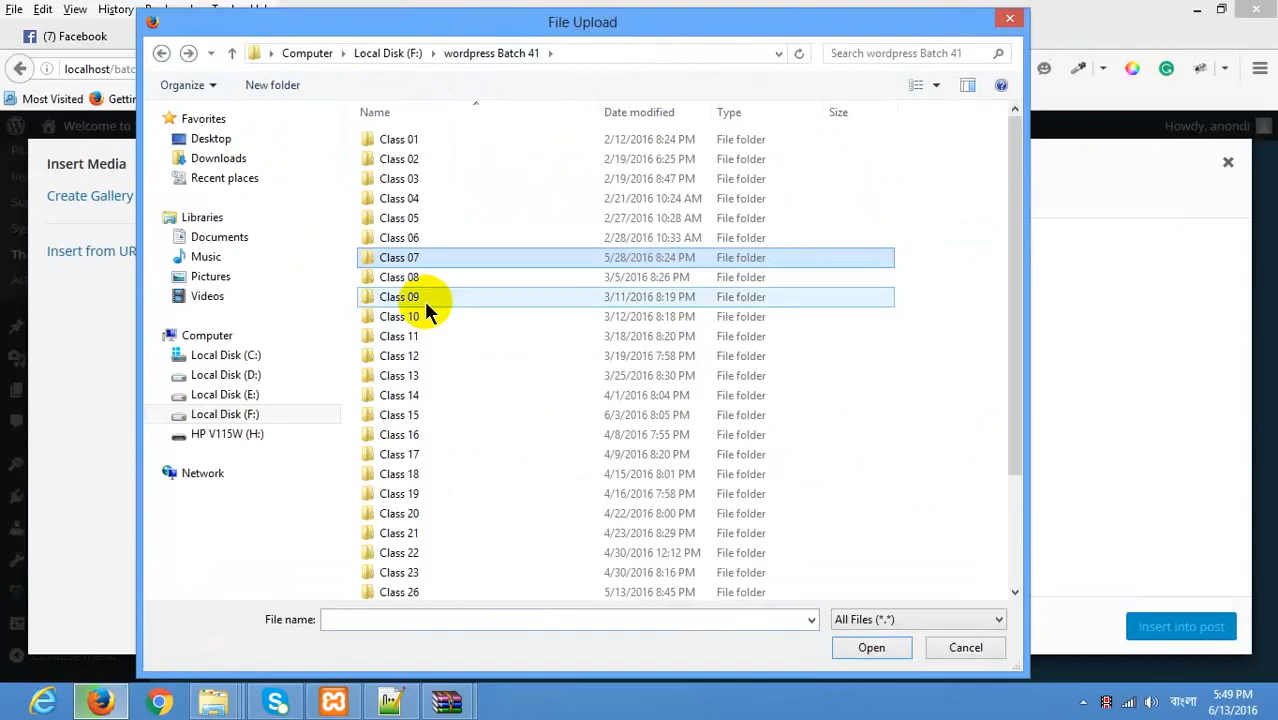 File Edit View History B
File Upload
(7) Facebook
Computer Local Disk (F:) wordpress Batch 41
Search wordpress Batch 41
localhost/batc
Organize New folder
Most Visited Gettin
Name Date modified Type Size
Welcome to
Howdy, anondi
Favorites
Desktop
Downloads
Recent places
Libraries
Documents
Music
Pictures
Videos
Computer
Local Disk (C:)
Local Disk (D:)
Local Disk (E:)
Local Disk (F:)
HP V115W (H:)
Network
Class 01 2/12/2016 8:24 PM File folder
Class 02 2/19/2016 6:25 PM File folder
Class 03 2/19/2016 8:47 PM File folder
Class 04 2/21/2016 10:24 AM File folder
Class 05 2/27/2016 10:28 AM File folder
Class 06 2/28/2016 10:33 AM File folder
Class 07 5/28/2016 8:24 PM File folder
Class 08 3/5/2016 8:26 PM File folder
Class 09 3/11/2016 8:19 PM File folder
Class 10 3/12/2016 8:18 PM File folder
Class 11 3/18/2016 8:20 PM File folder
Class 12 3/19/2016 7:58 PM File folder
Class 13 3/25/2016 8:30 PM File folder
Class 14 4/1/2016 8:04 PM File folder
Class 15 6/3/2016 8:05 PM File folder
Class 16 4/8/2016 7:55 PM File folder
Class 17 4/9/2016 8:20 PM File folder
Class 18 4/15/2016 8:01 PM File folder
Class 19 4/16/2016 7:58 PM File folder
Class 20 4/22/2016 8:00 PM File folder
Class 21 4/23/2016 8:29 PM File folder
Class 22 4/30/2016 12:12 PM File folder
Class 23 4/30/2016 8:16 PM File folder
Class 26 5/13/2016 8:45 PM File folder
Insert Media
Create Gallery
Insert from UR
File name: All Files (*.*)
Open Cancel
Insert into post
Collapse menu
বাংলা
5:49 PM
6/13/2016